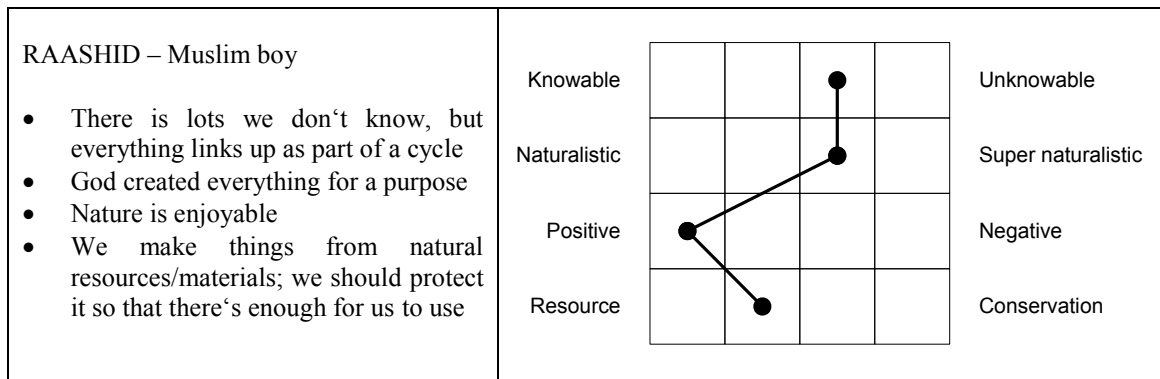 RAASHID – Muslim boy
• There is lots we don‘t know, but
everything links up as part of a cycle
• God created everything for a purpose
• Nature is enjoyable
• We make things from natural
resources/materials; we should protect
it so that there‘s enough for us to use
Knowable Unknowable
Naturalistic Super naturalistic
Positive Negative
Resource Conservation